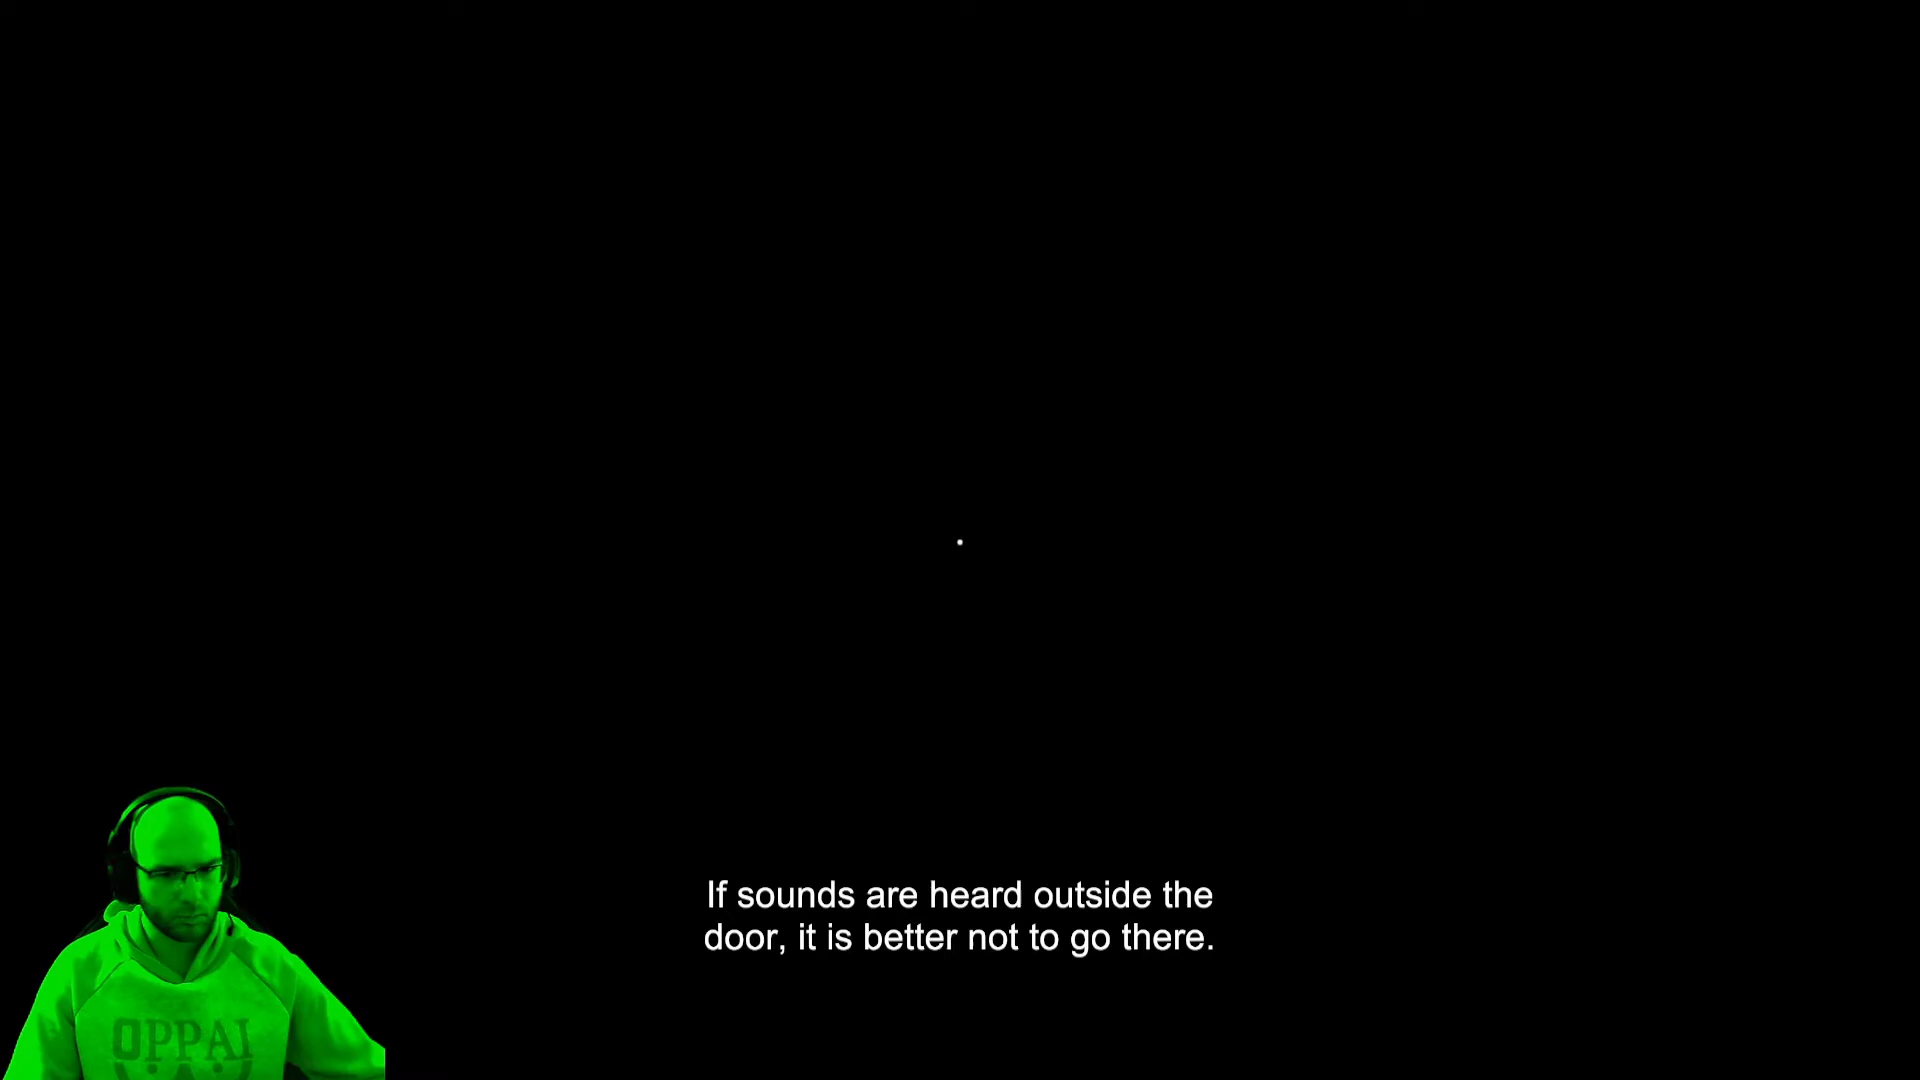 If sounds are heard outside the
door, it is better not to go there.
OPPAI